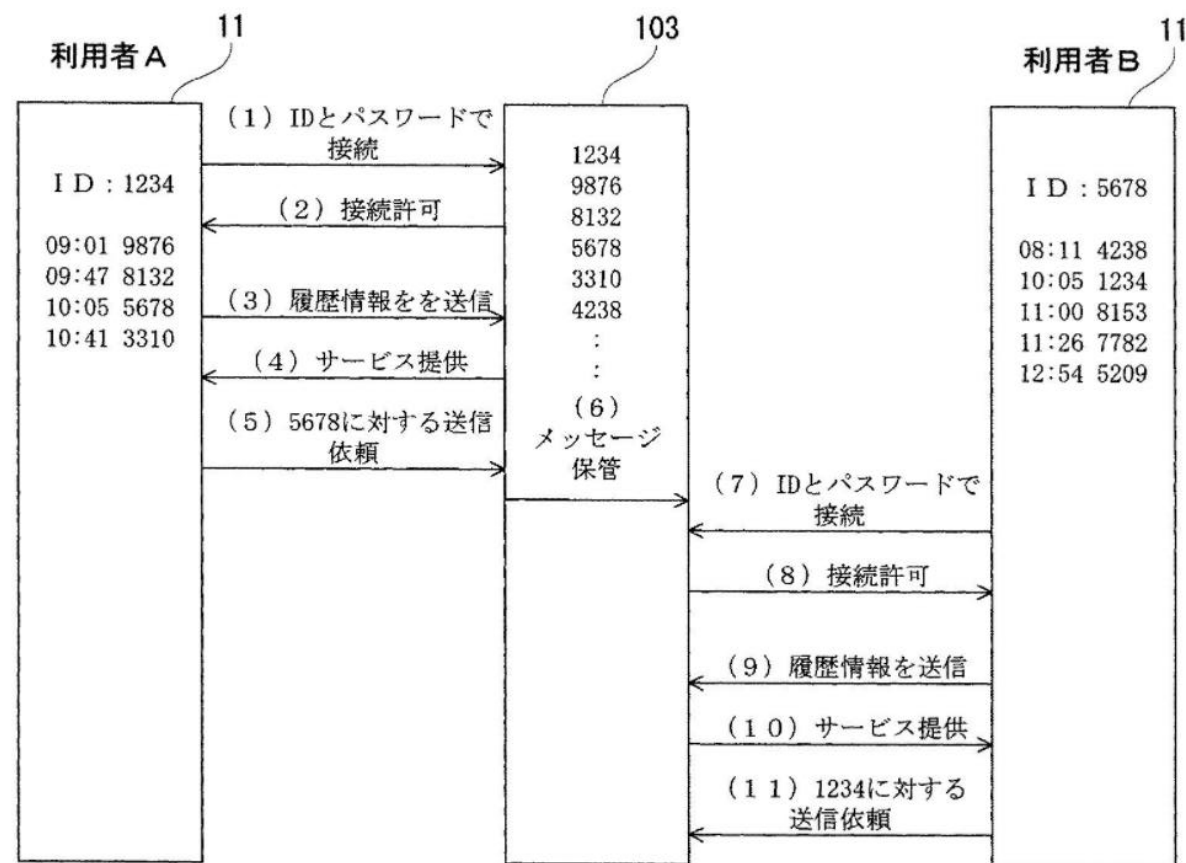 11
103
11
利用者A
利用者B
(1) IDとパスワードで
接続
ID:1234
(2) 接続許可
09:01 9876
09:47 8132
10:05 5678
10:41 3310
(3) 履歴情報をを送信
(4) サービス提供
(5) 5678に対する送信
依頼
1234
9876
8132
5678
3310
4238
:
:
(6)
メッセージ
保管
ID:5678
08:11 4238
10:05 1234
11:00 8153
11:26 7782
12:54 5209
(7) IDとパスワードで
接続
(8) 接続許可
(9) 履歴情報を送信
(10) サービス提供
(11) 1234に対する
送信依頼